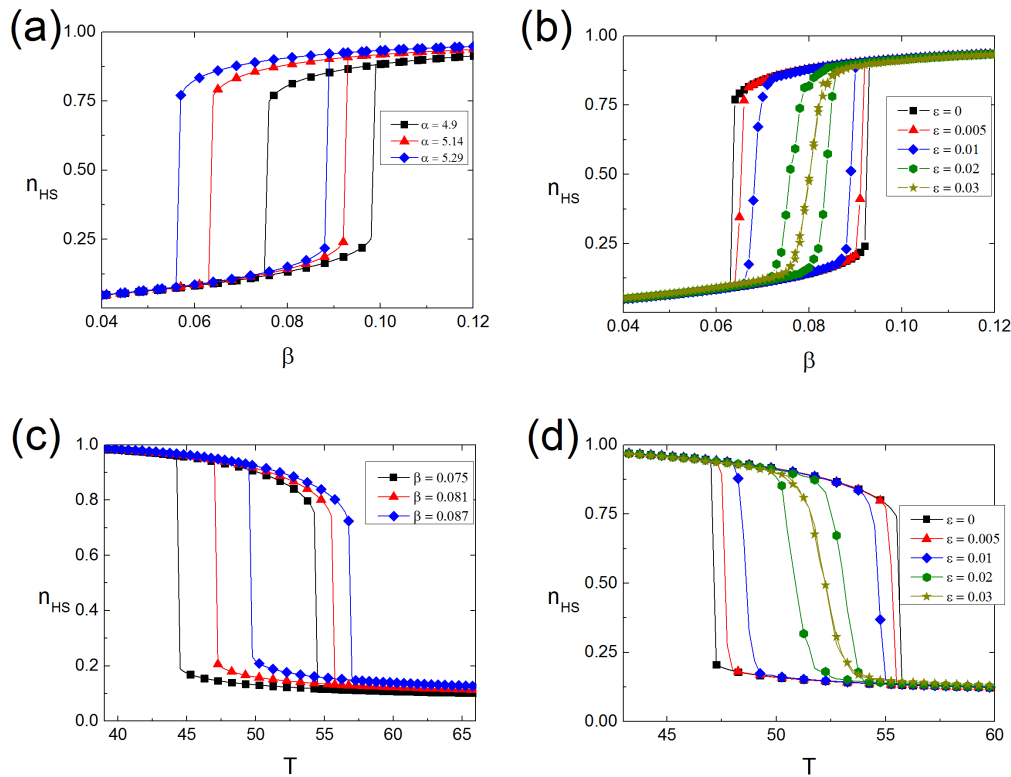 (a)
1.00
0.75
0.50
0.25
n_HS
0.04 0.06 0.08 0.10 0.12
β
α = 4.9
α = 5.14
α = 5.29
(b)
1.00
0.75
0.50
0.25
n_HS
0.04 0.06 0.08 0.10 0.12
β
ε = 0
ε = 0.005
ε = 0.01
ε = 0.02
ε = 0.03
(c)
1.0
0.8
0.6
0.4
0.2
0.0
n_HS
40 45 50 55 60 65
T
β = 0.075
β = 0.081
β = 0.087
(d)
1.00
0.75
0.50
0.25
0.00
n_HS
45 50 55 60
T
ε = 0
ε = 0.005
ε = 0.01
ε = 0.02
ε = 0.03